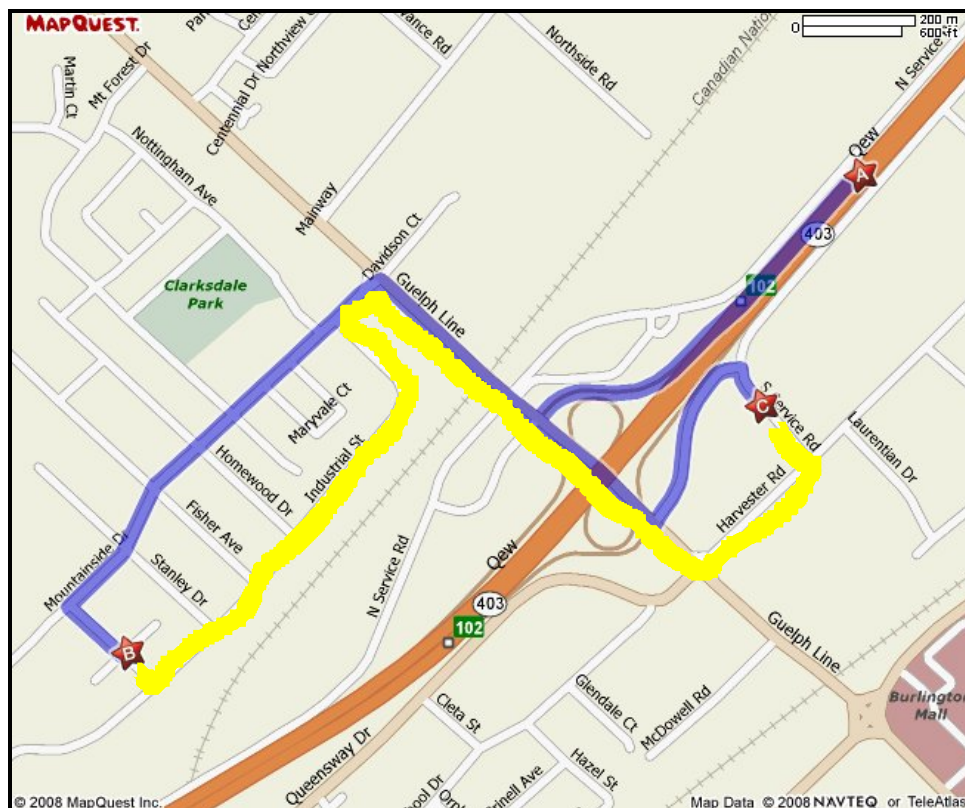 MAPQUEST.
0 200 m
600 ft
Martin Ct
Mt Forest Dr
Centennial Dr
Northview
Northside Rd
Canadian Natio
N Service
Qew
A
Nottingham Ave
Mainway
Davidson Ct
403
102
Clarksdale
Park
Guelph Line
Maryvale Ct
C
S Service Rd
Laurentian Dr
Homewood Dr
Industrial St
Harvester Rd
Fisher Ave
Mountainside Dr
Stanley Dr
N Service Rd
Qew
403
102
B
Guelph Line
Burlington
Mall
Glendale Ct
McDowell Rd
Cleta St
Queensway Dr
Hazel St
© 2008 MapQuest Inc.
Map Data © 2008 NAVTEQ or TeleAtlas